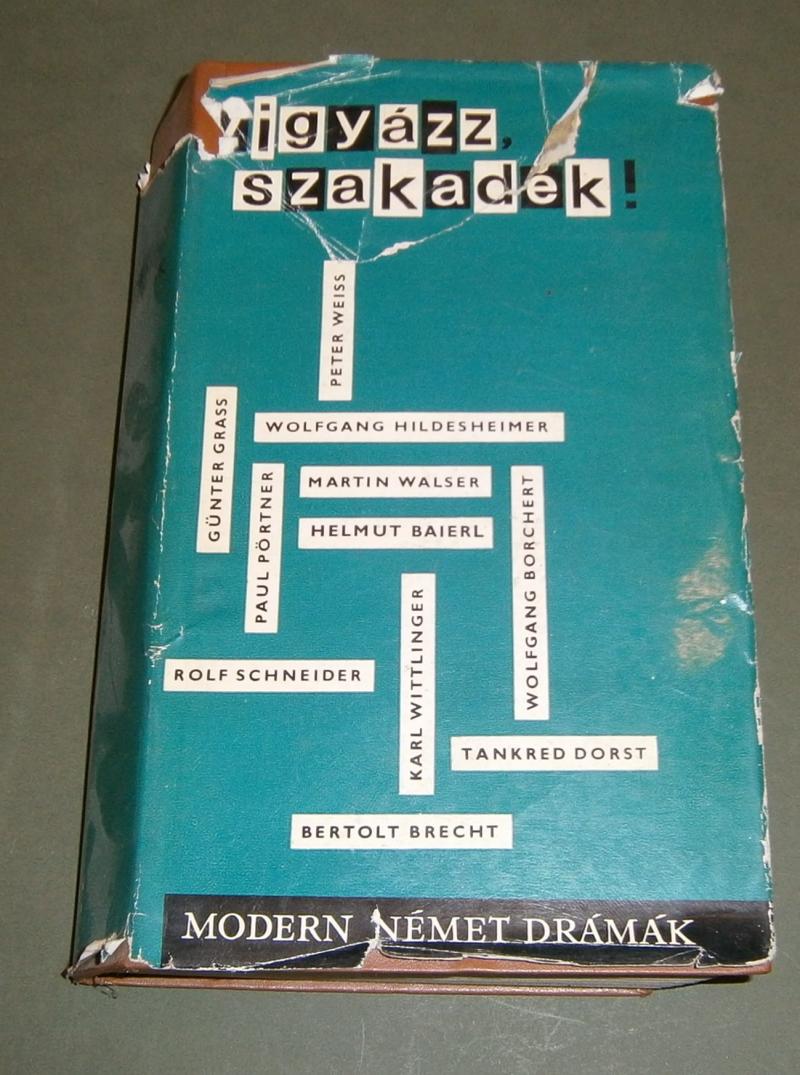 vigyázz,
szakadék!
PETER WEISS
GÜNTER GRASS
WOLFGANG HILDESHEIMER
PAUL PÖRTNER
MARTIN WALSER
HELMUT BAIERL
WOLFGANG BORCHERT
KARL WITTLINGER
ROLF SCHNEIDER
TANKRED DORST
BERTOLT BRECHT
MODERN NÉMET DRÁMÁK